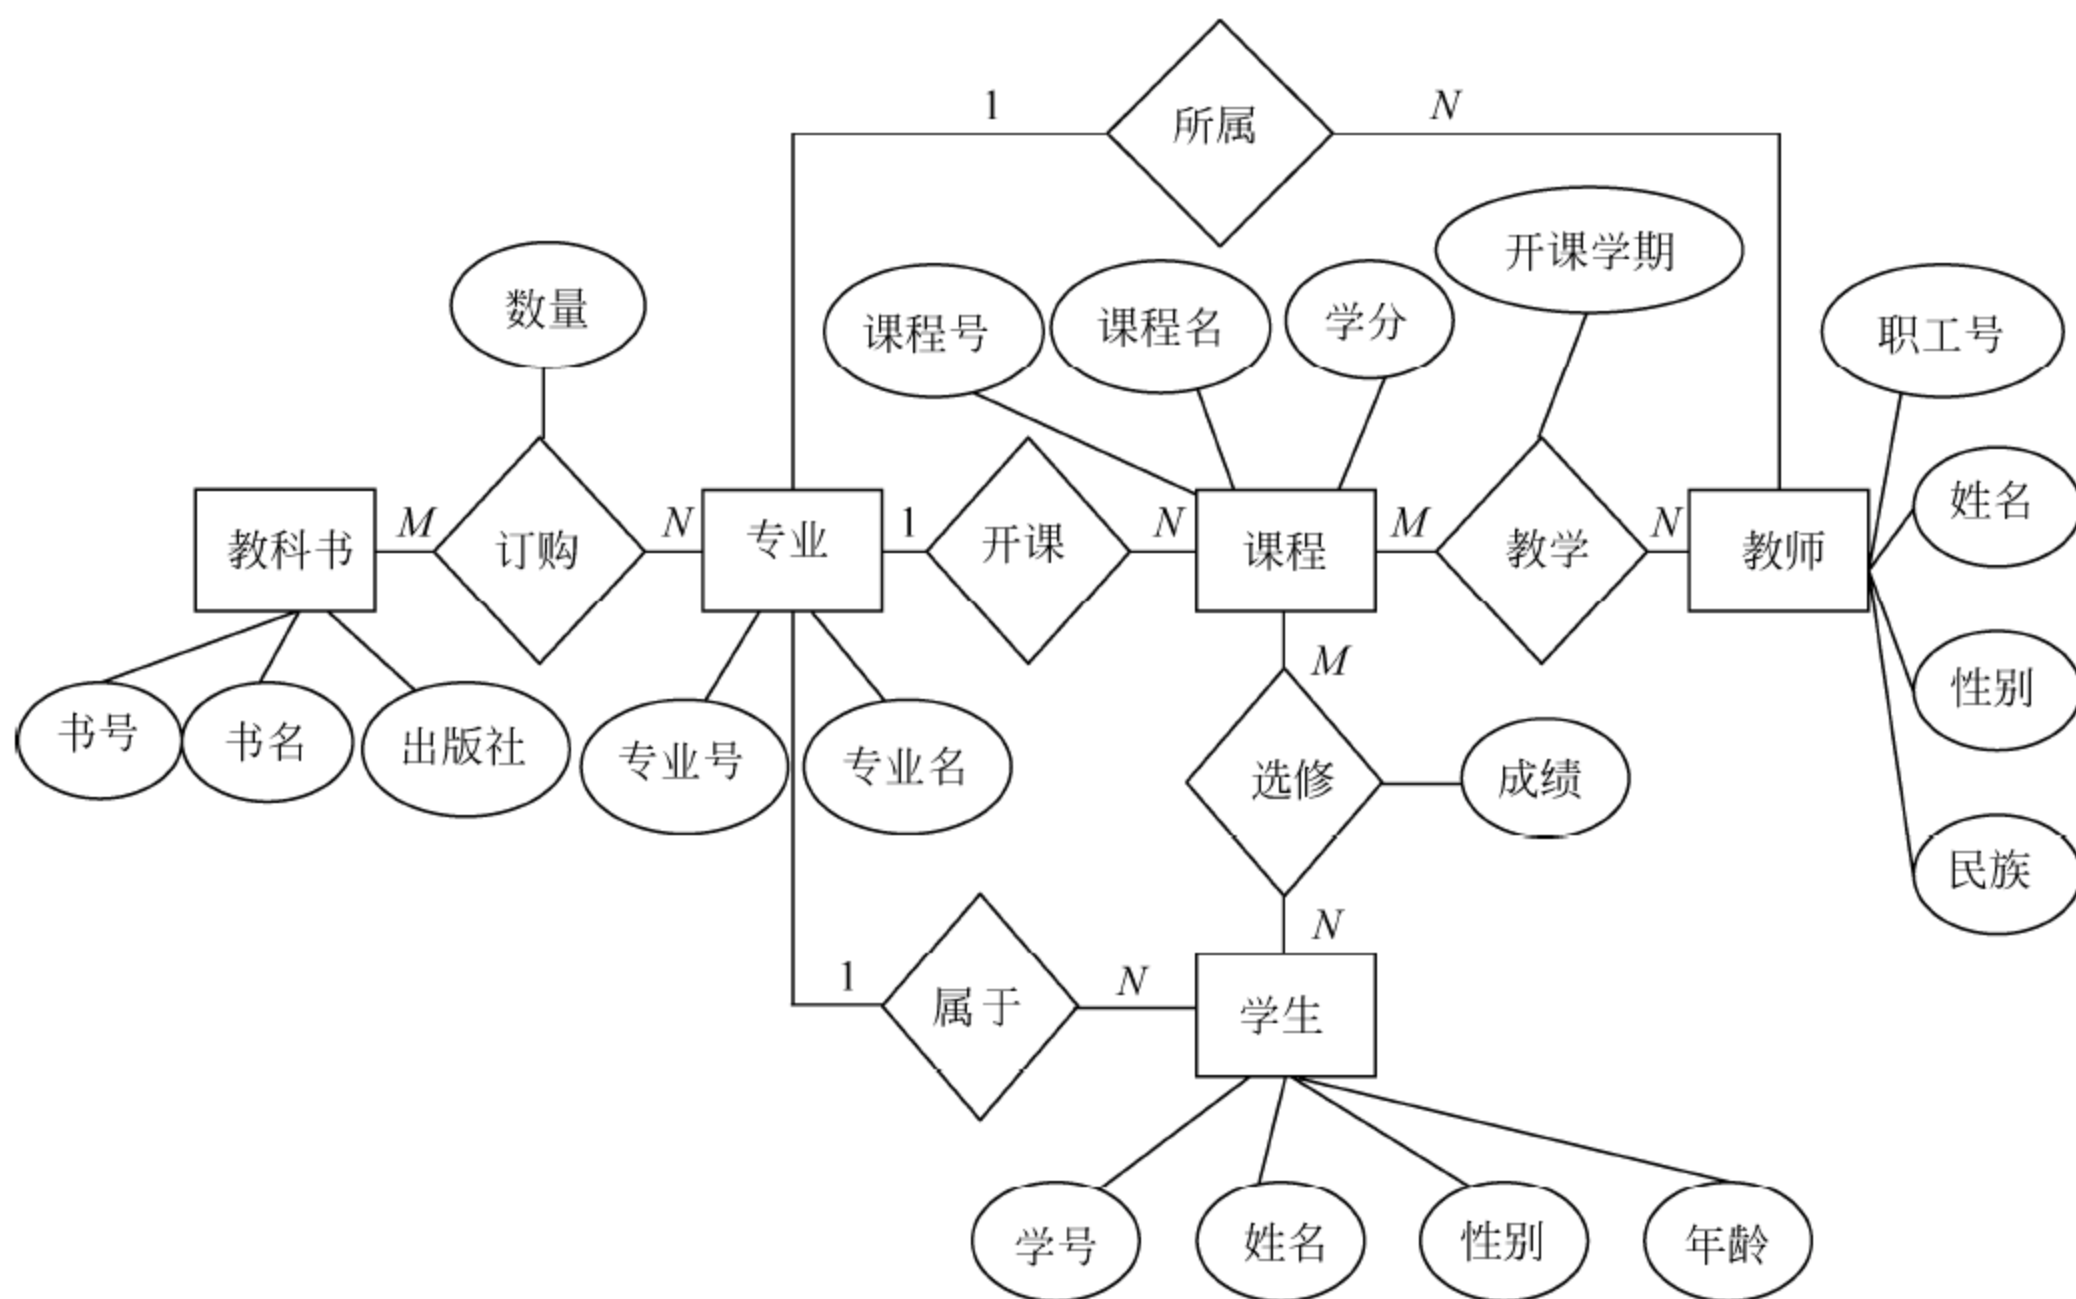 1
N
所属
开课学期
数量
课程号
课程名
学分
职工号
姓名
教科书
M
订购
N
专业
1
开课
N
课程
M
教学
N
教师
M
性别
书号
书名
出版社
专业号
专业名
选修
成绩
民族
N
1
属于
N
学生
学号
姓名
性别
年龄